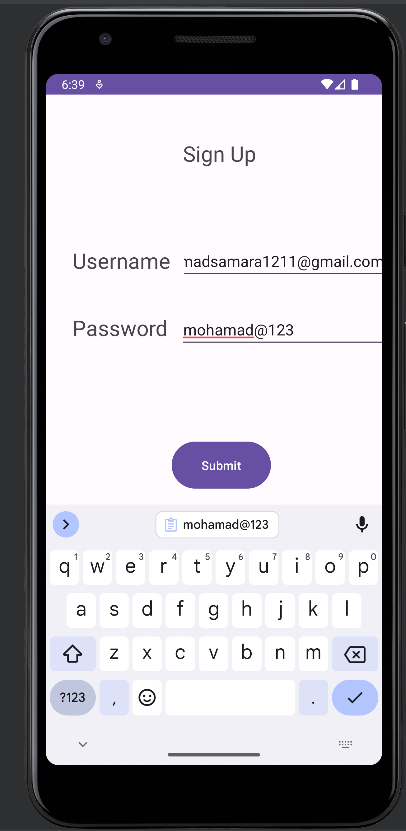 6:39
Sign Up
Username madsamara1211@gmail.com
Password mohamad@123
Submit
mohamad@123
q1 w2 e3 r4 t5 y6 u7 i8 o9 p0
a s d f g h j k l
z x c v b n m
?123 , .